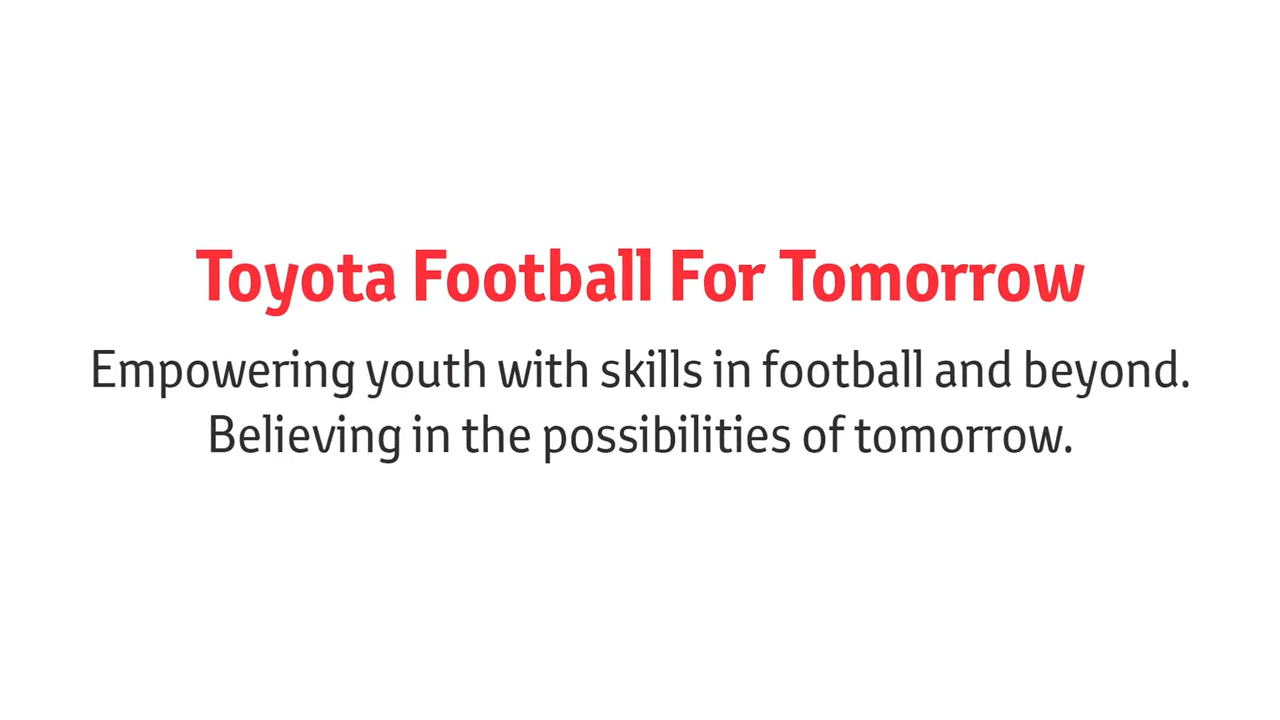 Toyota Football For Tomorrow
Empowering youth with skills in football and beyond.
Believing in the possibilities of tomorrow.